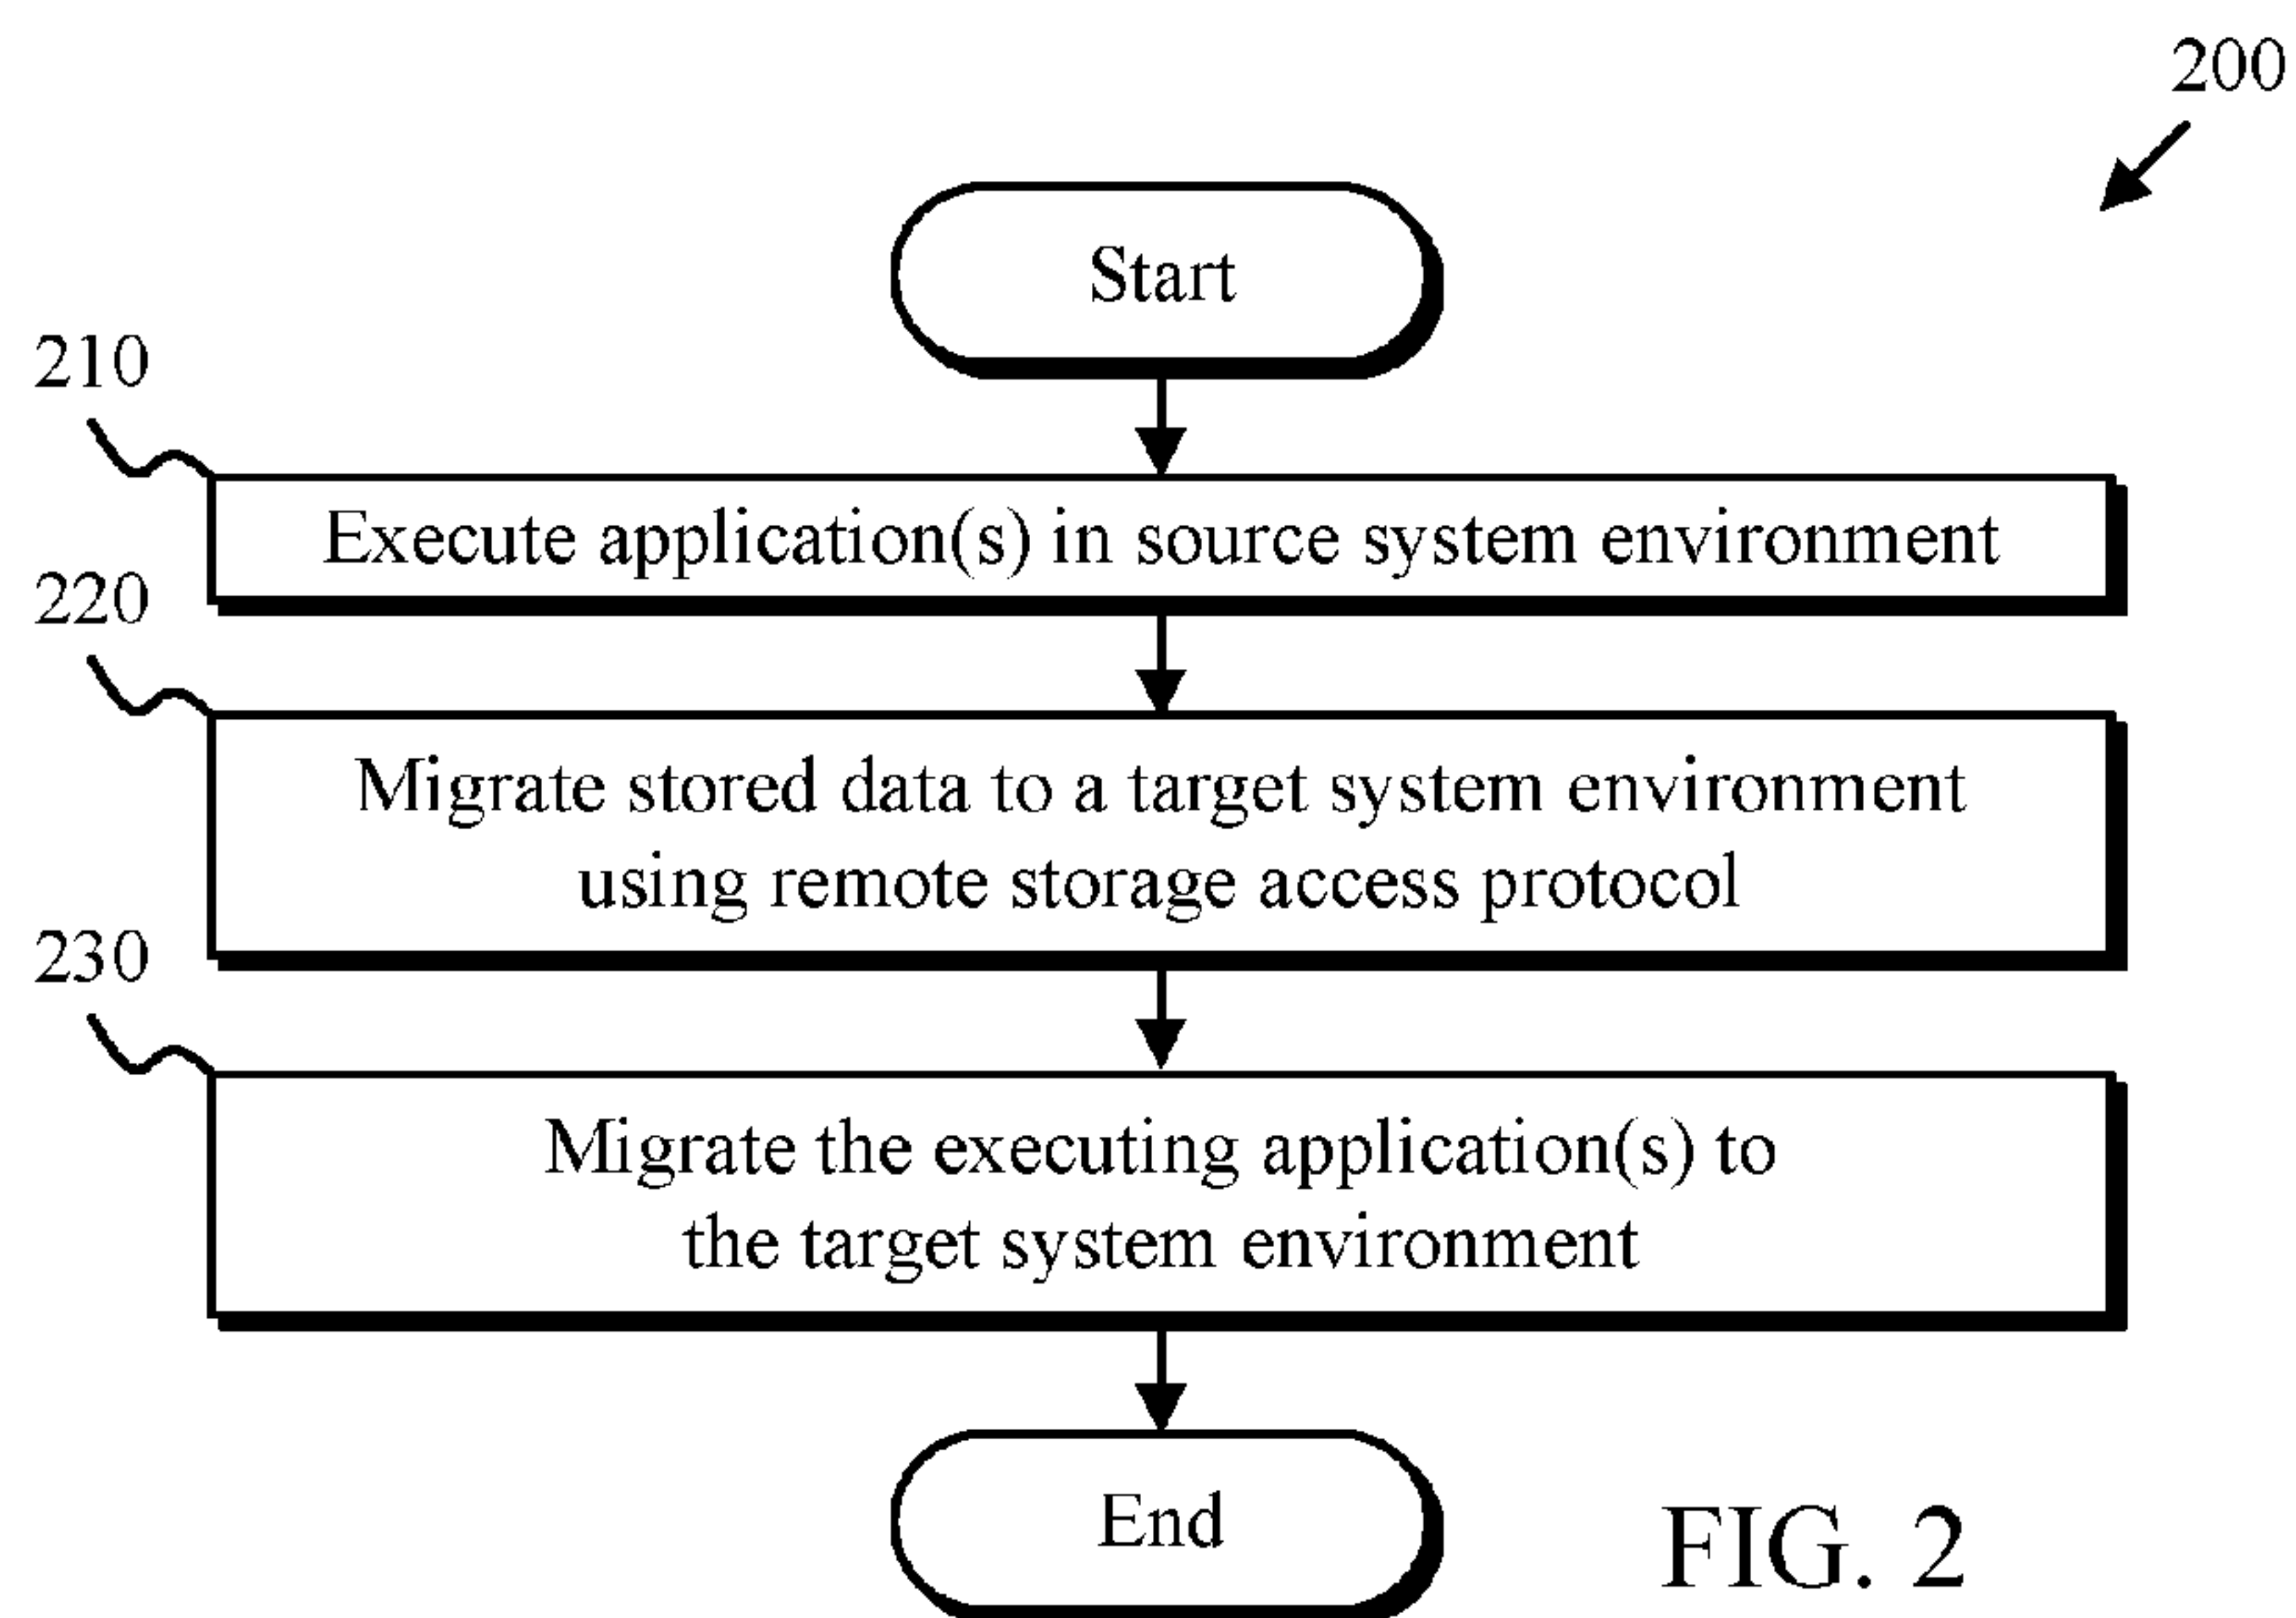 200
Start
210
Execute application(s) in source system environment
220
Migrate stored data to a target system environment
using remote storage access protocol
230
Migrate the executing application(s) to
the target system environment
End
FIG. 2